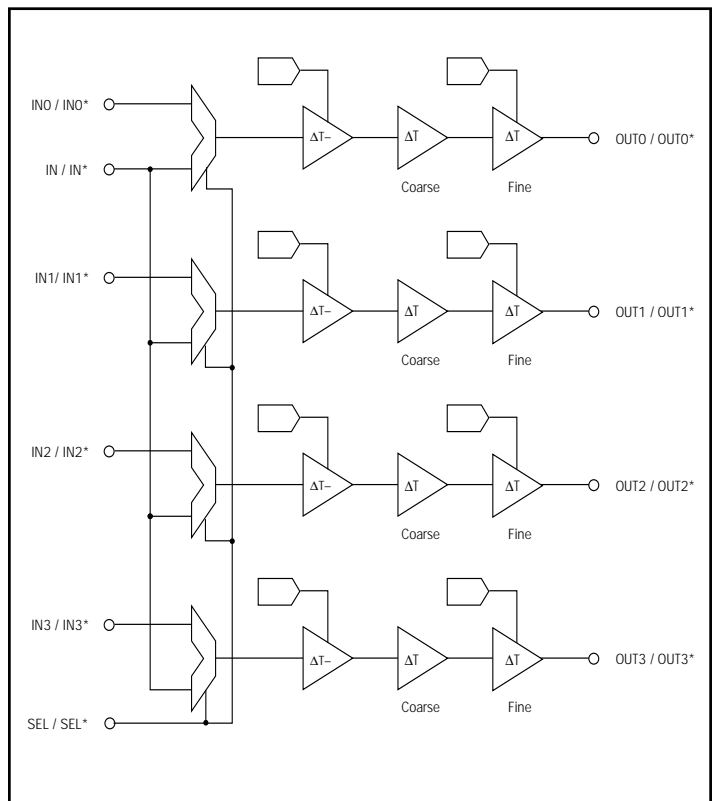 IN0 / IN0*
IN / IN*
ΔT–
ΔT
ΔT
OUT0 / OUT0*
Coarse
Fine
IN1/ IN1*
ΔT–
ΔT
ΔT
OUT1 / OUT1*
Coarse
Fine
IN2 / IN2*
ΔT–
ΔT
ΔT
OUT2 / OUT2*
Coarse
Fine
IN3 / IN3*
ΔT–
ΔT
ΔT
OUT3 / OUT3*
Coarse
Fine
SEL / SEL*